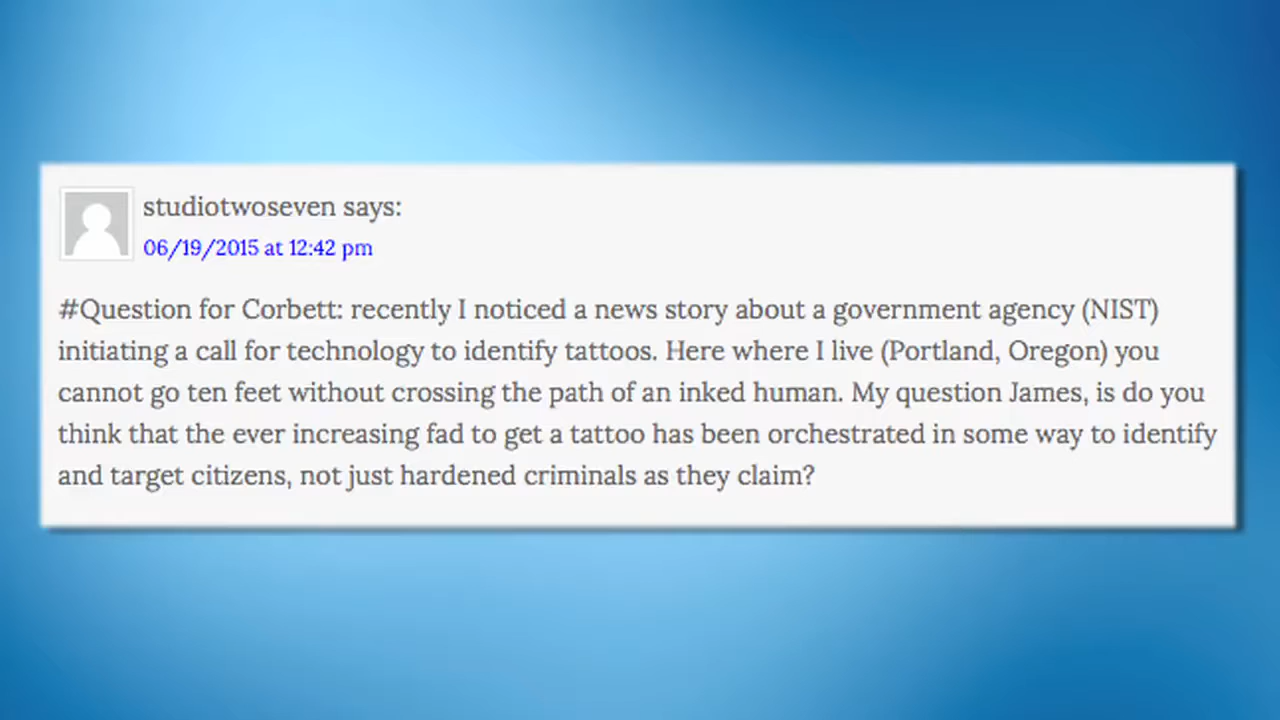 studiotwoseven says:
06/19/2015 at 12:42 pm
#Question for Corbett: recently I noticed a news story about a government agency (NIST)
initiating a call for technology to identify tattoos. Here where I live (Portland, Oregon) you
cannot go ten feet without crossing the path of an inked human. My question James, is do you
think that the ever increasing fad to get a tattoo has been orchestrated in some way to identify
and target citizens, not just hardened criminals as they claim?